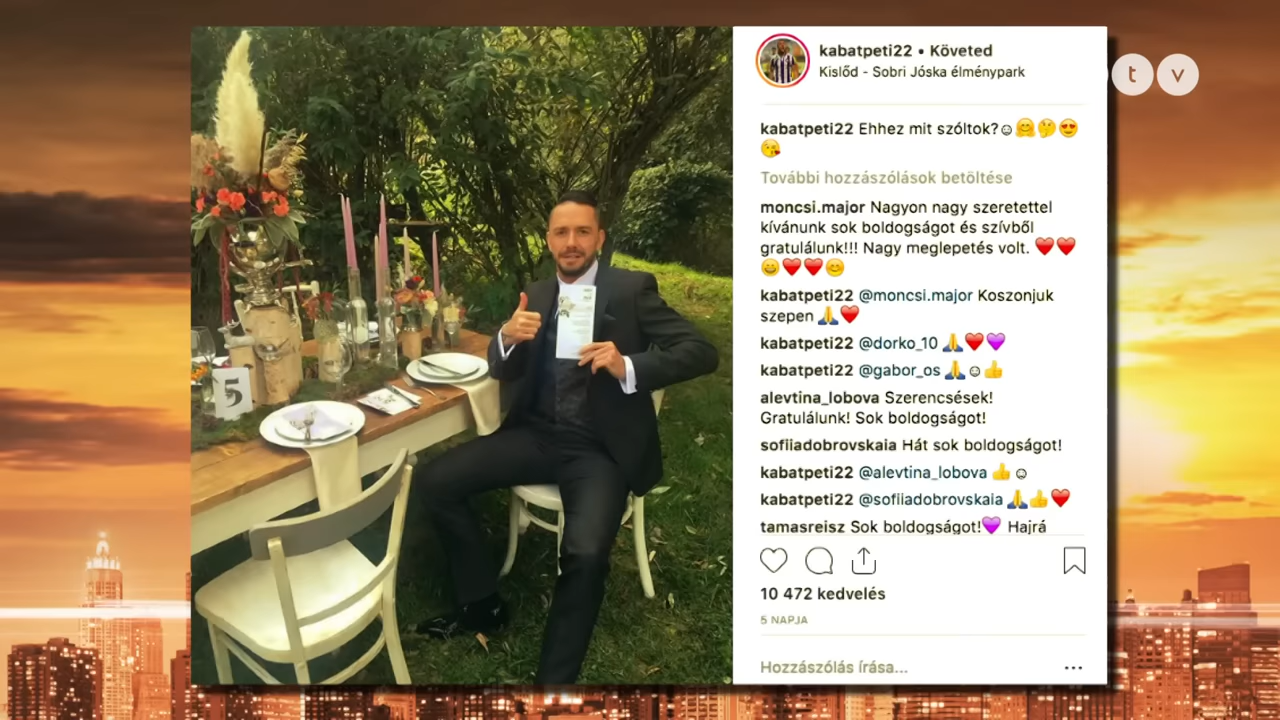 kabatpeti22 • Követed
Kislőd - Sobri Jóska élménypark
t v
kabatpeti22 Ehhez mit szóltok?☺🤗🤔😍
😘
További hozzászólások betöltése
moncsi.major Nagyon nagy szeretettel
kívánunk sok boldogságot és szívből
gratulálunk!!! Nagy meglepetés volt. ❤️❤️
😄❤️❤️😊
kabatpeti22 @moncsi.major Koszonjuk
szepen 🙏❤️
kabatpeti22 @dorko_10 🙏❤️💜
kabatpeti22 @gabor_os 🙏☺👍
alevtina_lobova Szerencsések!
Gratulálunk! Sok boldogságot!
sofiiadobrovskaia Hát sok boldogságot!
kabatpeti22 @alevtina_lobova 👍☺
kabatpeti22 @sofiiadobrovskaia 🙏👍❤️
tamasreisz Sok boldogságot!💜 Hajrá
10 472 kedvelés
5 NAPJA
Hozzászólás írása...
5